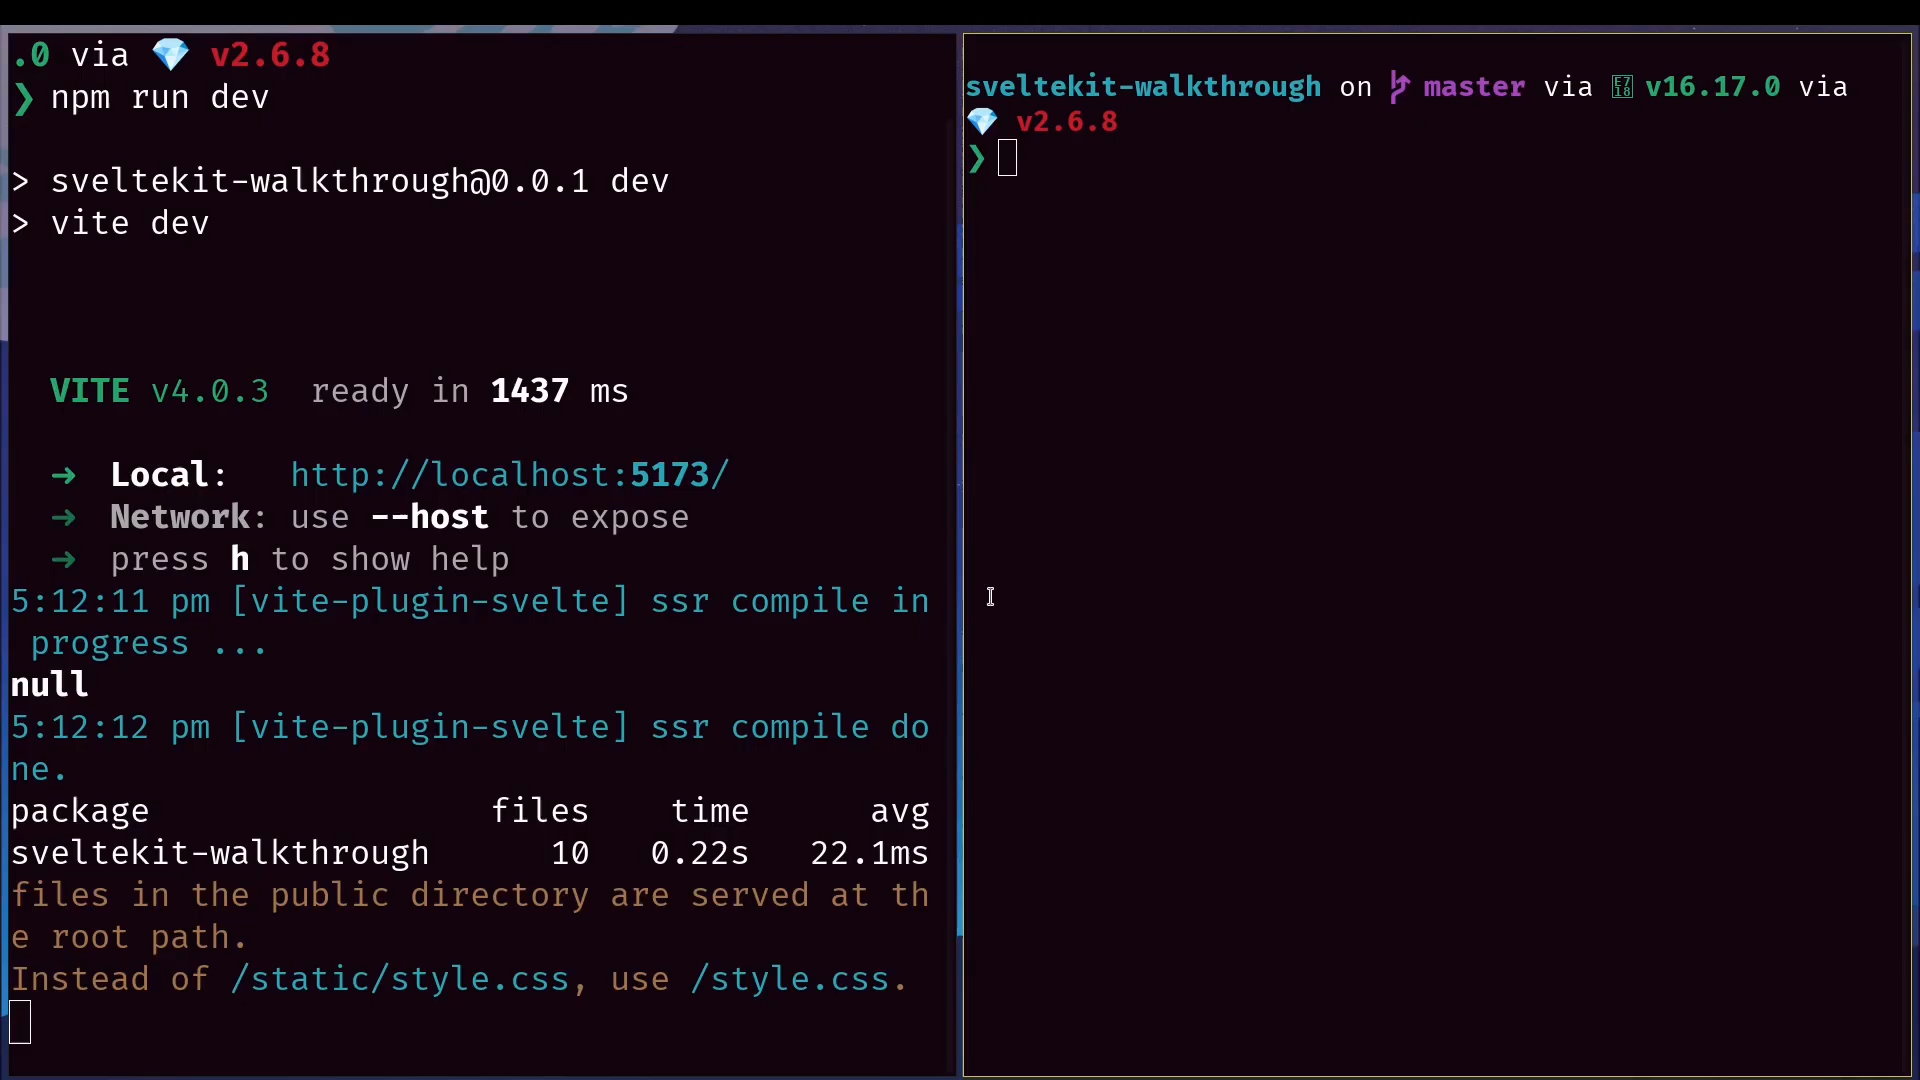 .0 via 💎 v2.6.8
❯ npm run dev
> sveltekit-walkthrough@0.0.1 dev
> vite dev
VITE v4.0.3 ready in 1437 ms
➜ Local: http://localhost:5173/
➜ Network: use --host to expose
➜ press h to show help
5:12:11 pm [vite-plugin-svelte] ssr compile in
progress ...
null
5:12:12 pm [vite-plugin-svelte] ssr compile do
ne.
package files time avg
sveltekit-walkthrough 10 0.22s 22.1ms
files in the public directory are served at th
e root path.
Instead of /static/style.css, use /style.css.
sveltekit-walkthrough on master via v16.17.0 via
💎 v2.6.8
❯